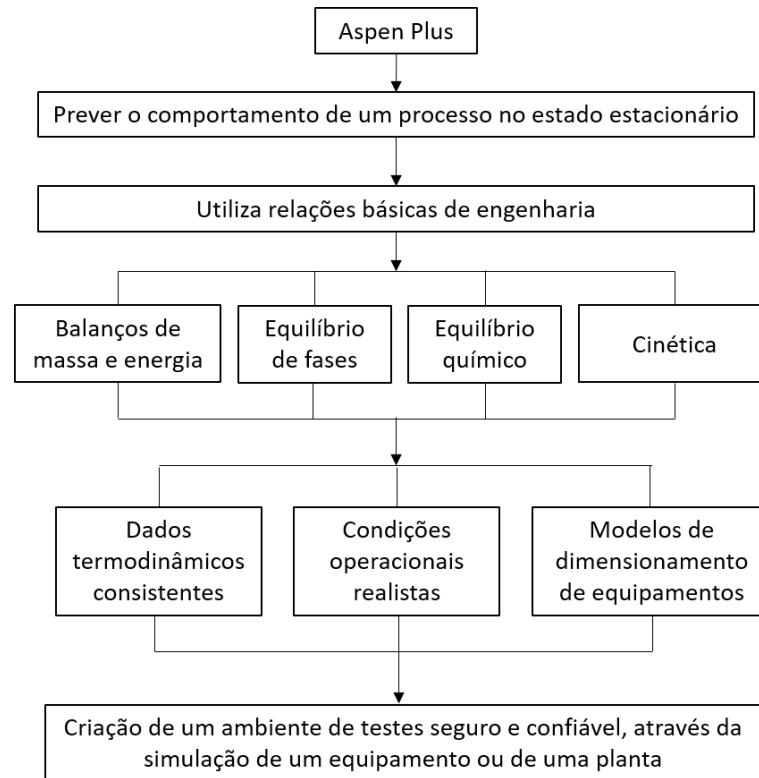 Aspen Plus
Prever o comportamento de um processo no estado estacionário
Utiliza relações básicas de engenharia
Balanços de
massa e energia
Equilíbrio
de fases
Equilíbrio
químico
Cinética
Dados
termodinâmicos
consistentes
Condições
operacionais
realistas
Modelos de
dimensionamento
de equipamentos
Criação de um ambiente de testes seguro e confiável, através da
simulação de um equipamento ou de uma planta